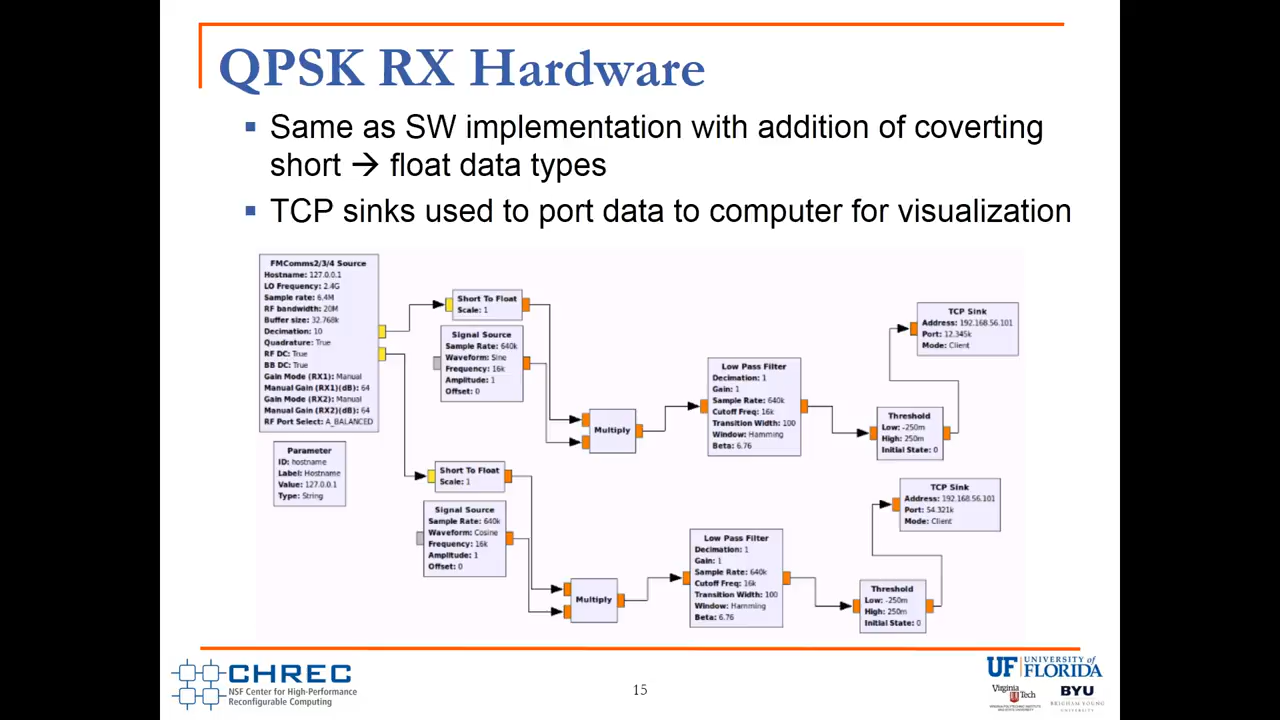 QPSK RX Hardware
Same as SW implementation with addition of coverting
short → float data types
TCP sinks used to port data to computer for visualization
FMComms2/3/4 Source
Hostname: 127.0.0.1
LO Frequency: 2.4G
Sample rate: 6.4M
RF bandwidth: 20M
Buffer size: 32.768k
Decimation: 10
Quadrature: True
RF DC: True
BB DC: True
Gain Mode (RX1): Manual
Manual Gain (RX1)(dB): 64
Gain Mode (RX2): Manual
Manual Gain (RX2)(dB): 64
RF Port Select: A_BALANCED
Parameter
ID: hostname
Label: Hostname
Value: 127.0.0.1
Type: String
Short To Float
Scale: 1
Signal Source
Sample Rate: 640k
Waveform: Sine
Frequency: 16k
Amplitude: 1
Offset: 0
Multiply
Low Pass Filter
Decimation: 1
Gain: 1
Sample Rate: 640k
Cutoff Freq: 16k
Transition Width: 100
Window: Hamming
Beta: 6.76
Threshold
Low: -250m
High: 250m
Initial State: 0
TCP Sink
Address: 192.168.56.101
Port: 12.345k
Mode: Client
Short To Float
Scale: 1
Signal Source
Sample Rate: 640k
Waveform: Cosine
Frequency: 16k
Amplitude: 1
Offset: 0
Multiply
Low Pass Filter
Decimation: 1
Gain: 1
Sample Rate: 640k
Cutoff Freq: 16k
Transition Width: 100
Window: Hamming
Beta: 6.76
Threshold
Low: -250m
High: 250m
Initial State: 0
TCP Sink
Address: 192.168.56.101
Port: 54.321k
Mode: Client
CHREC
NSF Center for High-Performance
Reconfigurable Computing
15
UF UNIVERSITY of
FLORIDA
Virginia Tech
BYU
BRIGHAM YOUNG
UNIVERSITY